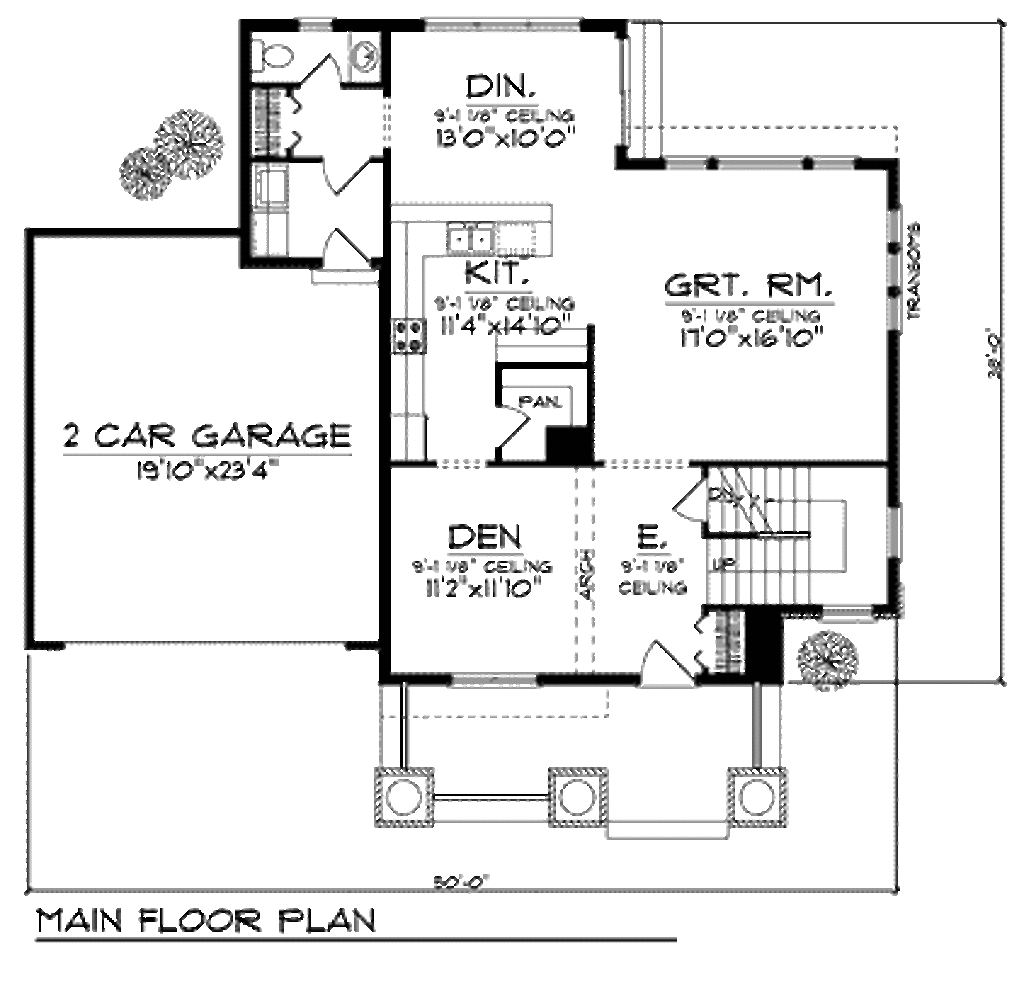 DIN.
9'-1 1/8" CEILING
13'0"x10'0"
KIT.
9'-1 1/8" CEILING
11'4"x14'10"
GRT. RM.
9'-1 1/8" CEILING
17'0"x16'10"
TRANSOMS
38'-0"
2 CAR GARAGE
19'10"x23'4"
PAN.
DEN
9'-1 1/8" CEILING
11'2"x11'10"
ARCH
E.
9'-1 1/8"
CEILING
DN
UP
50'-0"
MAIN FLOOR PLAN